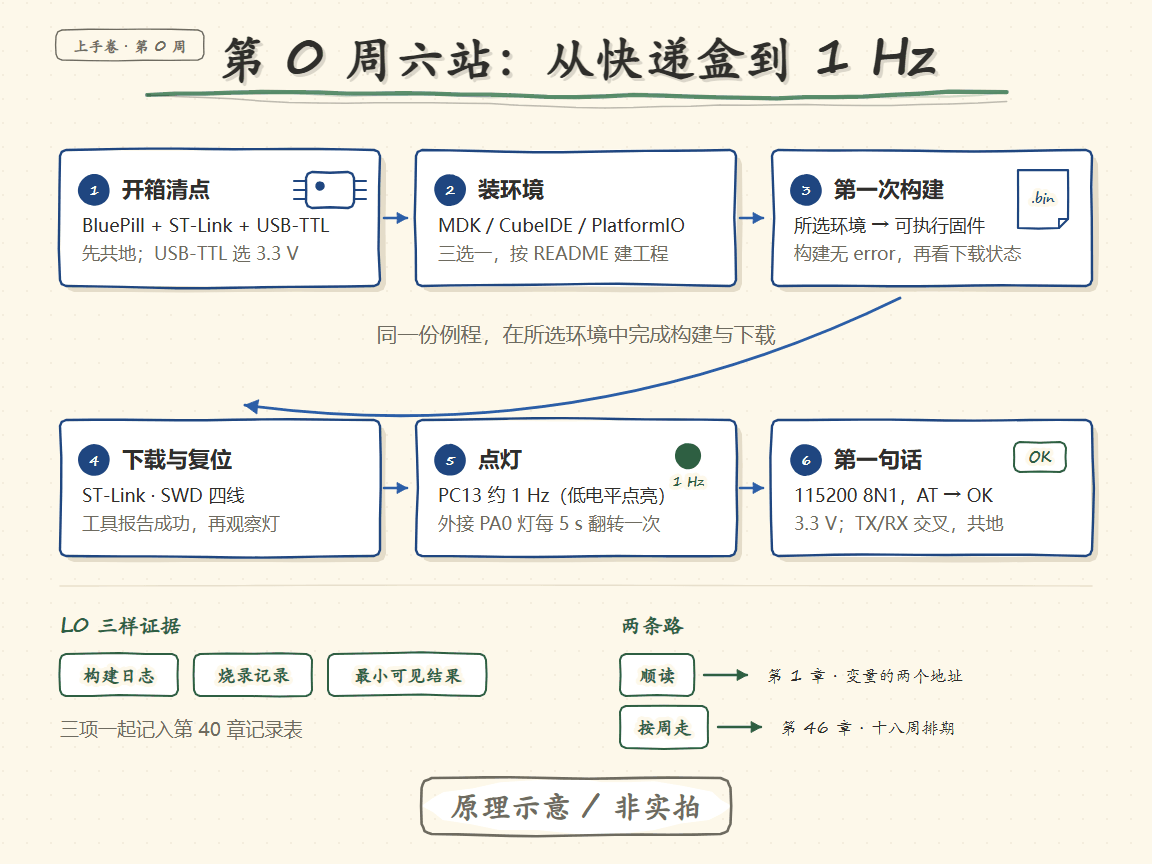 上手卷·第 0 周
第 0 周六站：从快递盒到 1 Hz
1 开箱清点
BluePill + ST-Link + USB-TTL
先共地；USB-TTL 选 3.3 V
2 装环境
MDK / CubeIDE / PlatformIO
三选一，按 README 建工程
3 第一次构建
.bin
所选环境 → 可执行固件
构建无 error，再看下载状态
同一份例程，在所选环境中完成构建与下载
4 下载与复位
ST-Link · SWD 四线
工具报告成功，再观察灯
5 点灯
1 Hz
PC13 约 1 Hz（低电平点亮）
外接 PA0 灯每 5 s 翻转一次
6 第一句话
OK
115200 8N1，AT → OK
3.3 V；TX/RX 交叉，共地
LO 三样证据
构建日志
烧录记录
最小可见结果
三项一起记入第 40 章记录表
两条路
顺读
第 1 章·变量的两个地址
按周走
第 46 章·十八周排期
原理示意 / 非实拍